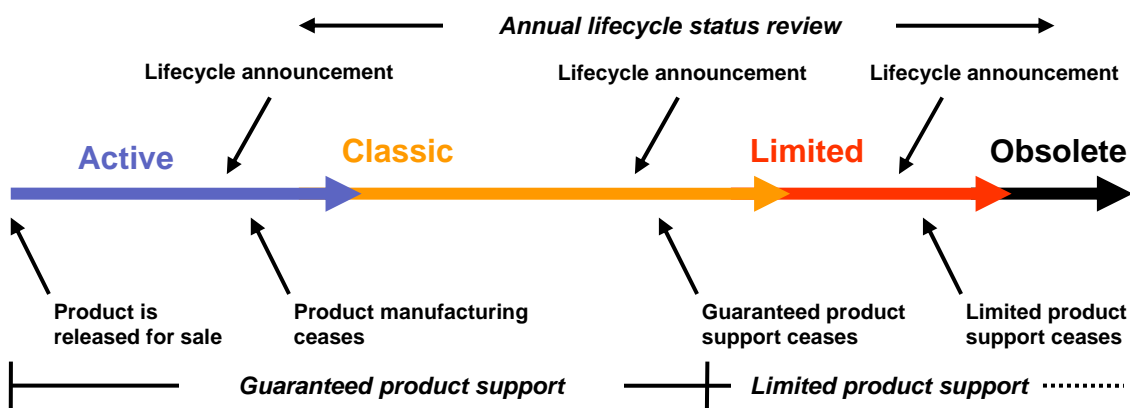 Annual lifecycle status review
Lifecycle announcement
Lifecycle announcement
Lifecycle announcement
Active
Classic
Limited
Obsolete
Product is
released for sale
Product manufacturing
ceases
Guaranteed product
support ceases
Limited product
support ceases
Guaranteed product support
Limited product support